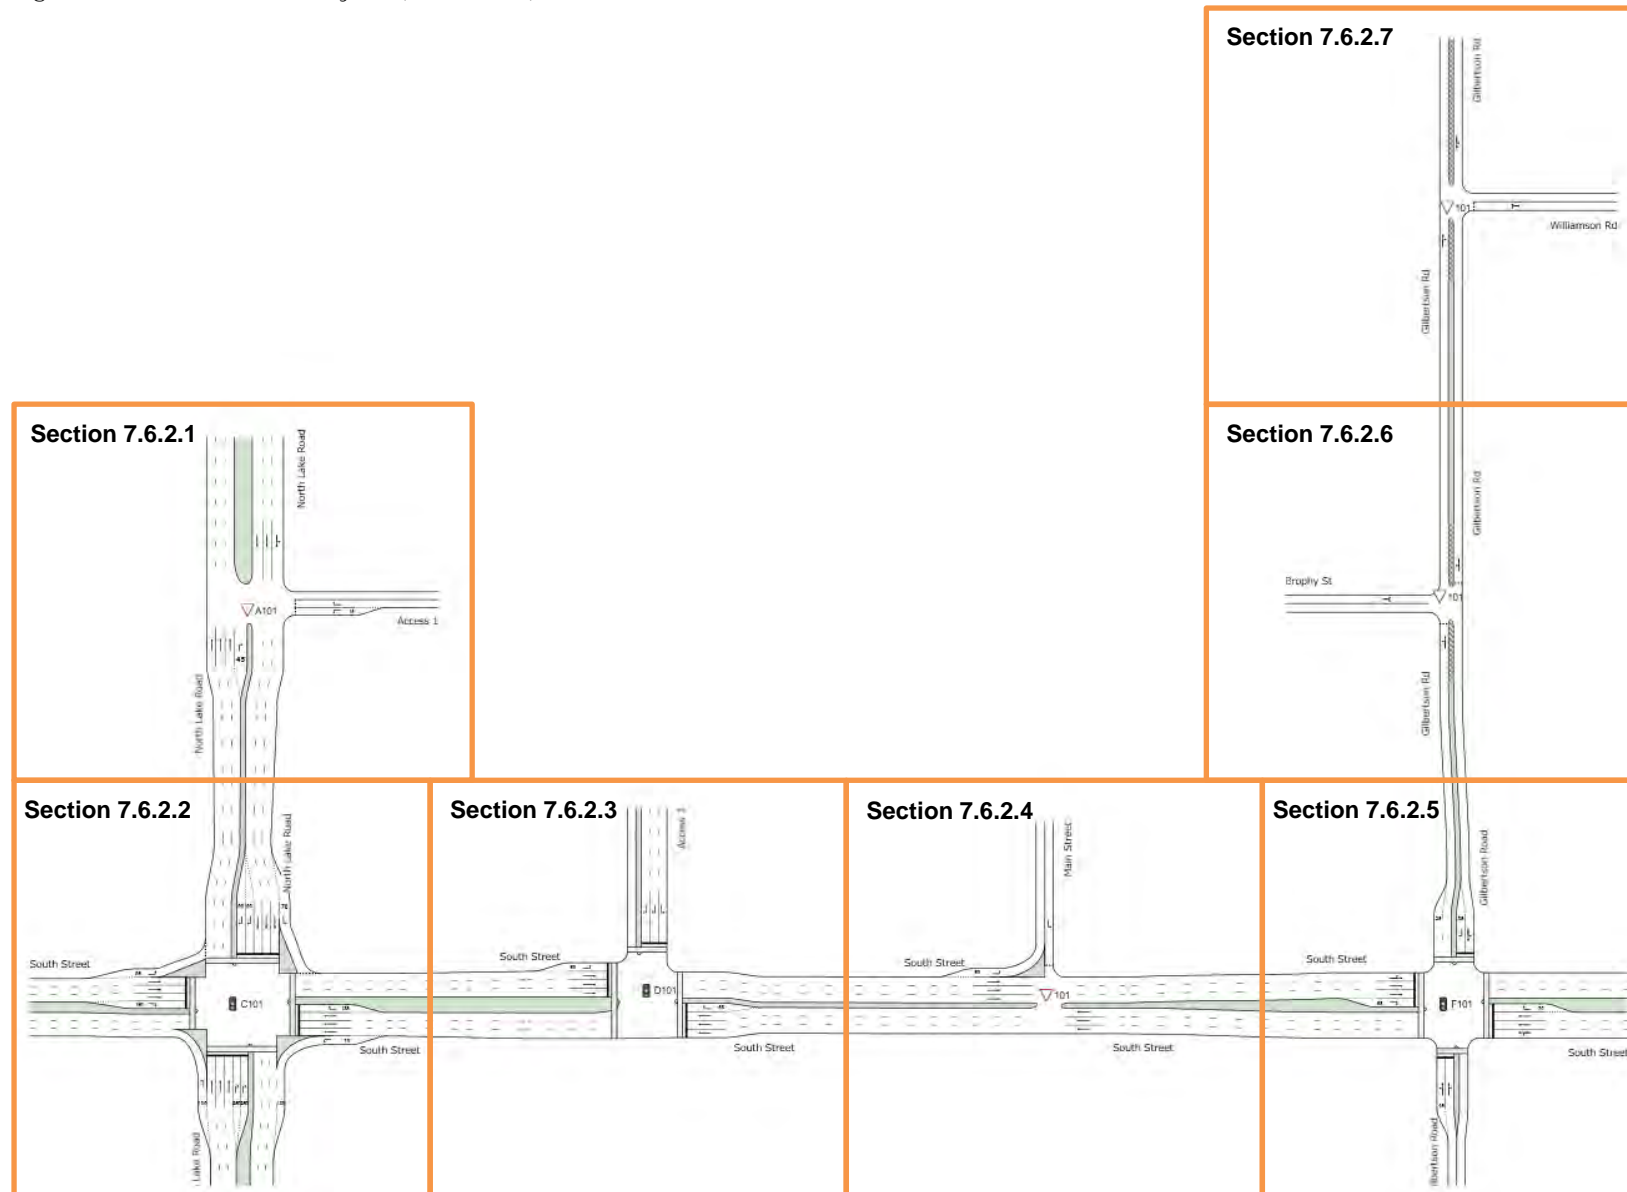 Section 7.6.2.7
Gilbertson Rd
101
Williamson Rd
Gilbertson Rd
Section 7.6.2.1
North Lake Road
A101
Access 1
45
North Lake Road
Section 7.6.2.6
Gilbertson Rd
Brophy St
101
Gilbertson Rd
Section 7.6.2.2
North Lake Road
South Street
C101
South Street
Lake Road
Section 7.6.2.3
Access 3
South Street
D101
South Street
Section 7.6.2.4
Main Street
South Street
101
South Street
Section 7.6.2.5
Gilbertson Road
South Street
F101
South Street
lbertson Road